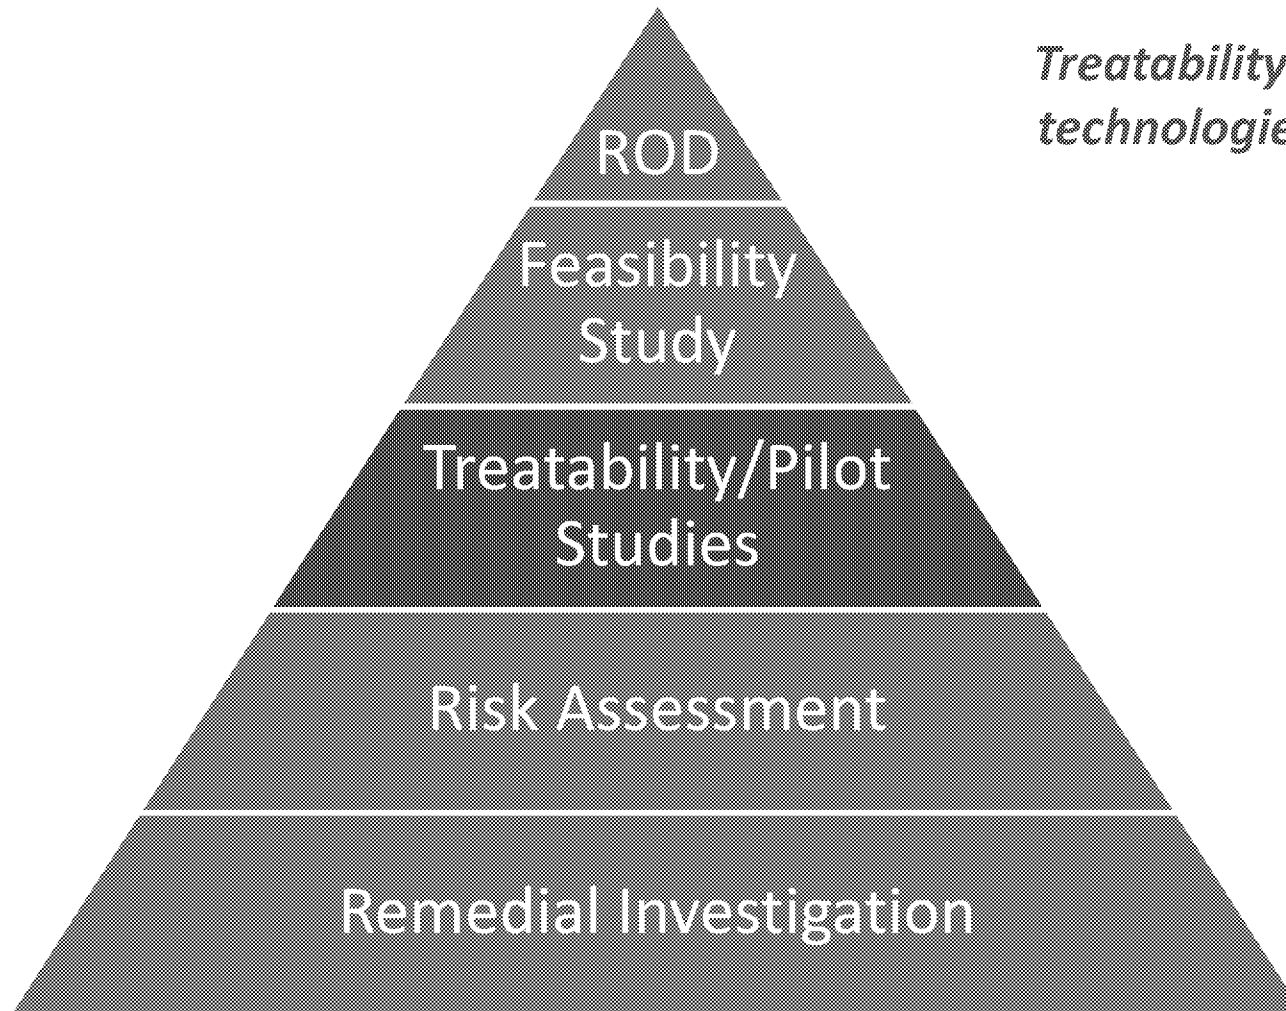 Treatability
technologie
ROD
Feasibility
Study
Treatability/Pilot
Studies
Risk Assessment
Remedial Investigation